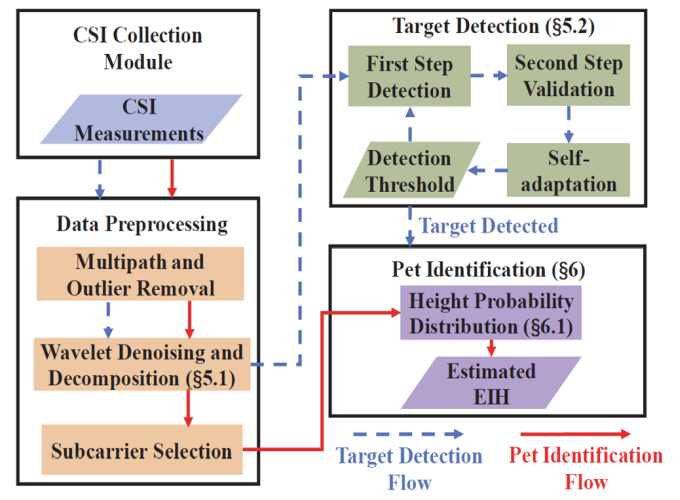 CSI Collection
Module
CSI
Measurements
Data Preprocessing
Multipath and
Outlier Removal
Wavelet Denoising and
Decomposition (§5.1)
Subcarrier Selection
Target Detection (§5.2)
First Step
Detection
Second Step
Validation
Detection
Threshold
Self-
adaptation
Target Detected
Pet Identification (§6)
Height Probability
Distribution (§6.1)
Estimated
EIH
Target Detection
Flow
Pet Identification
Flow